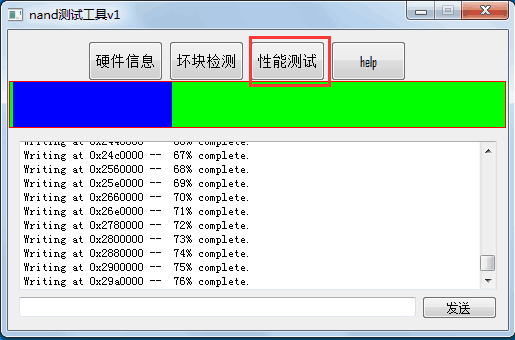 nand测试工具v1
硬件信息
坏块检测
性能测试
help
Writing at 0x24c0000 --  67% complete.
Writing at 0x2560000 --  68% complete.
Writing at 0x25e0000 --  69% complete.
Writing at 0x2660000 --  70% complete.
Writing at 0x26e0000 --  71% complete.
Writing at 0x2780000 --  72% complete.
Writing at 0x2800000 --  73% complete.
Writing at 0x2880000 --  74% complete.
Writing at 0x2900000 --  75% complete.
Writing at 0x29a0000 --  76% complete.
发送